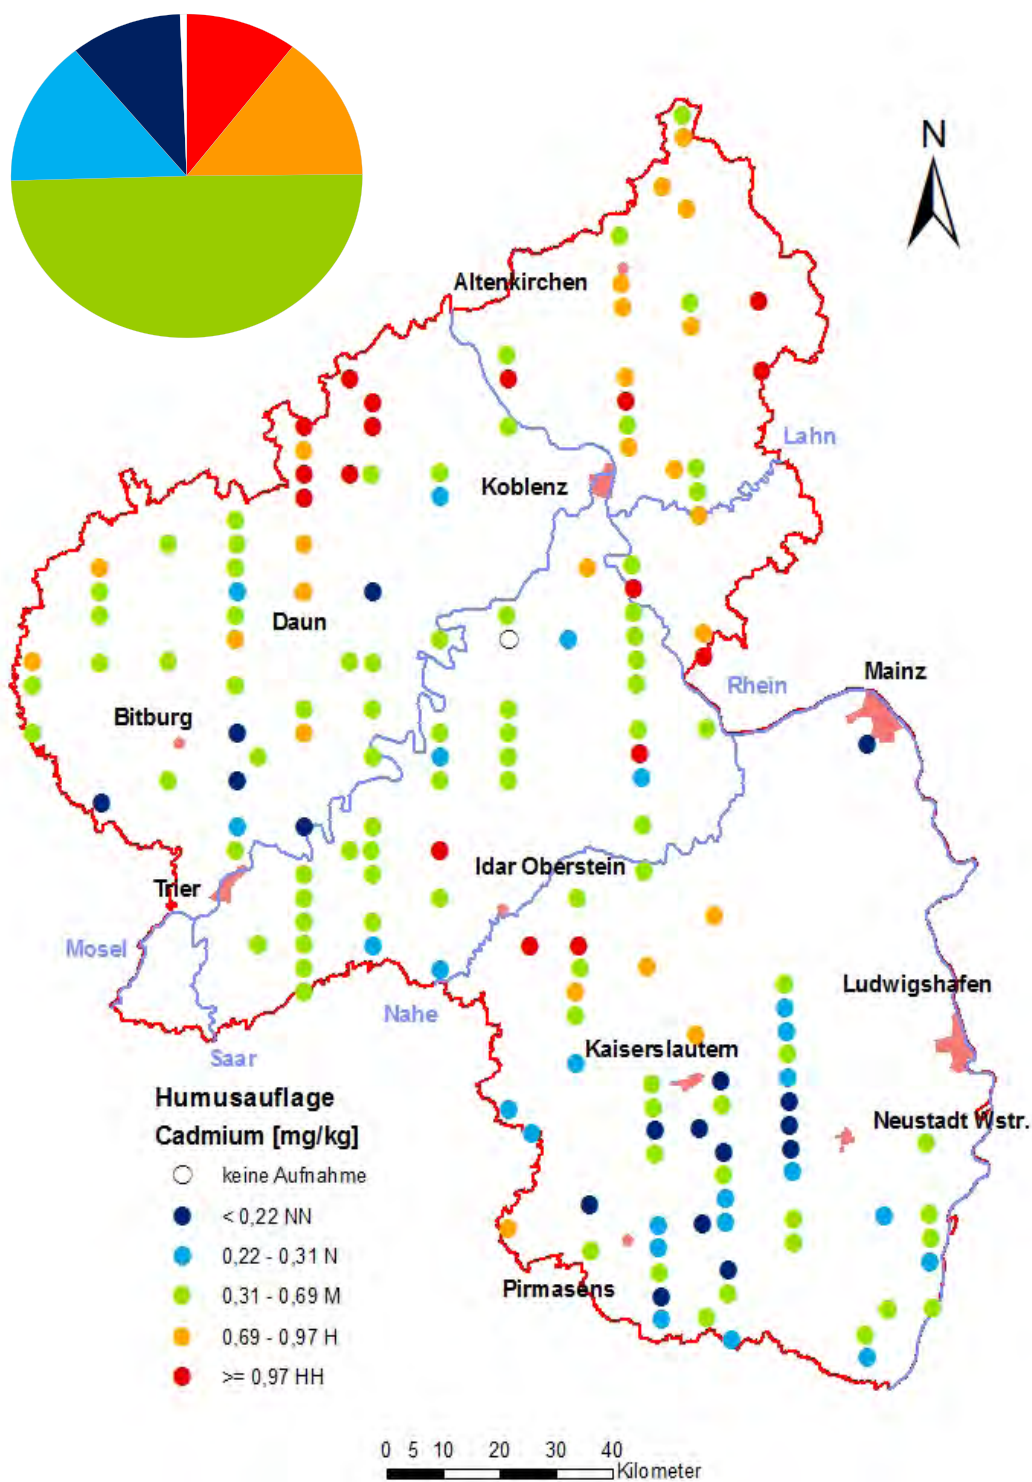 N
Altenkirchen
Lahn
Koblenz
Daun
Rhein
Mainz
Bitburg
Idar Oberstein
Trier
Mosel
Ludwigshafen
Nahe
Kaiserslautern
Saar
Humusauflage
Cadmium [mg/kg]
Neustadt Wstr.
keine Aufnahme
< 0,22 NN
0,22 - 0,31 N
0,31 - 0,69 M
Pirmasens
0,69 - 0,97 H
>= 0,97 HH
0 5 10 20 30 40
Kilometer